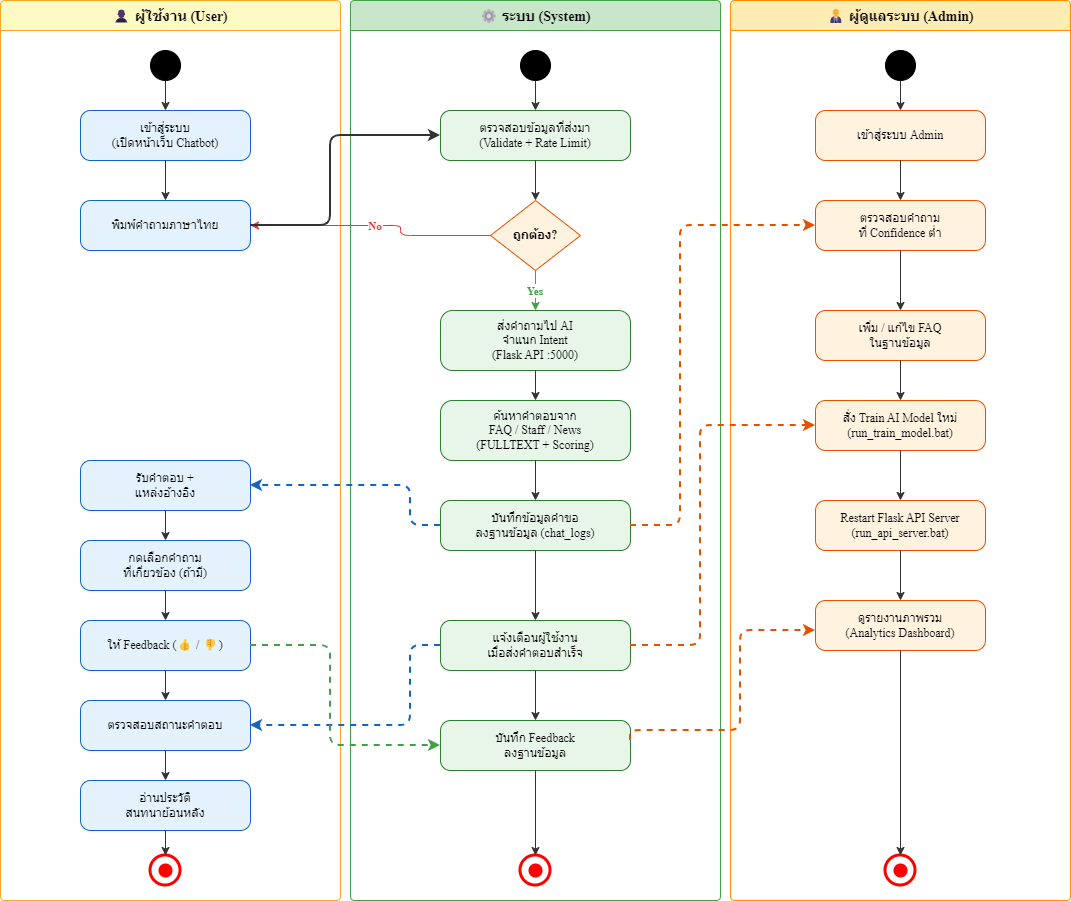 👤 ผู้ใช้งาน (User)
เข้าสู่ระบบ
(เปิดหน้าเว็บ Chatbot)
พิมพ์คำถามภาษาไทย
รับคำตอบ +
แหล่งอ้างอิง
กดเลือกคำถาม
ที่เกี่ยวข้อง (ถ้ามี)
ให้ Feedback (👍 / 👎)
ตรวจสอบสถานะคำตอบ
อ่านประวัติ
สนทนาย้อนหลัง
⚙️ ระบบ (System)
ตรวจสอบข้อมูลที่ส่งมา
(Validate + Rate Limit)
ถูกต้อง?
No
Yes
ส่งคำถามไป AI
จำแนก Intent
(Flask API :5000)
ค้นหาคำตอบจาก
FAQ / Staff / News
(FULLTEXT + Scoring)
บันทึกข้อมูลคำขอ
ลงฐานข้อมูล (chat_logs)
แจ้งเตือนผู้ใช้งาน
เมื่อส่งคำตอบสำเร็จ
บันทึก Feedback
ลงฐานข้อมูล
👨‍💼 ผู้ดูแลระบบ (Admin)
เข้าสู่ระบบ Admin
ตรวจสอบคำถาม
ที่ Confidence ต่ำ
เพิ่ม / แก้ไข FAQ
ในฐานข้อมูล
สั่ง Train AI Model ใหม่
(run_train_model.bat)
Restart Flask API Server
(run_api_server.bat)
ดูรายงานภาพรวม
(Analytics Dashboard)